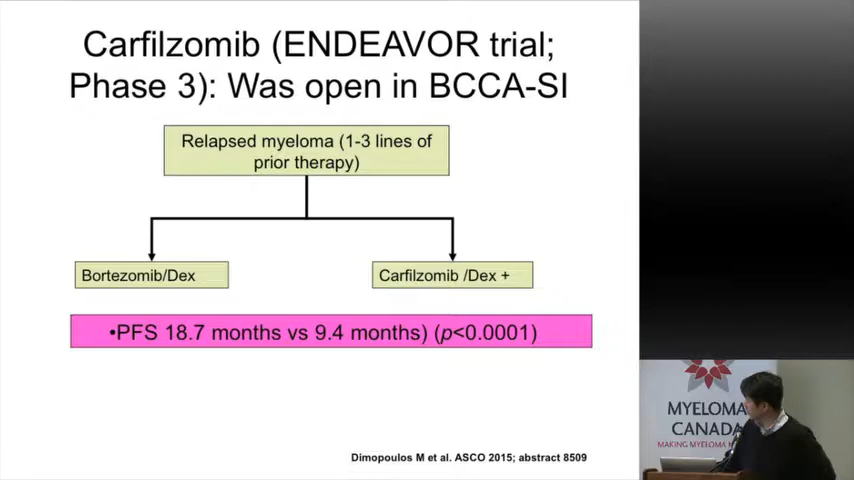 Carfilzomib (ENDEAVOR trial;
Phase 3): Was open in BCCA-SI
Relapsed myeloma (1-3 lines of
prior therapy)
Bortezomib/Dex
Carfilzomib /Dex +
•PFS 18.7 months vs 9.4 months) (p<0.0001)
Dimopoulos M et al. ASCO 2015; abstract 8509
MYELOMA
CANADA
MAKING MYELOMA